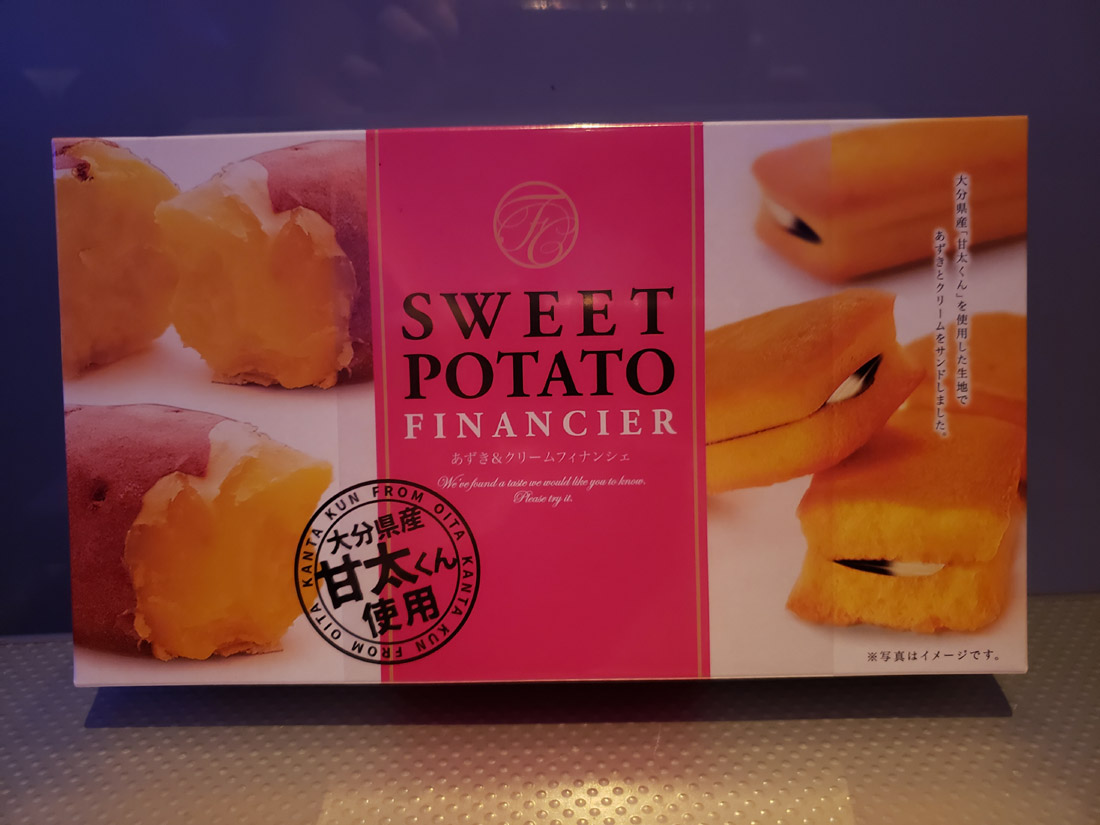 SWEET
POTATO
FINANCIER
あずき&クリームフィナンシェ
We've found a taste we would like you to know.
Please try it.
KANTA KUN FROM OITA KANTA KUN FROM OITA
大分県産
甘太くん
使用
大分県産「甘太くん」を使用した生地で
あずきとクリームをサンドしました。
※写真はイメージです。